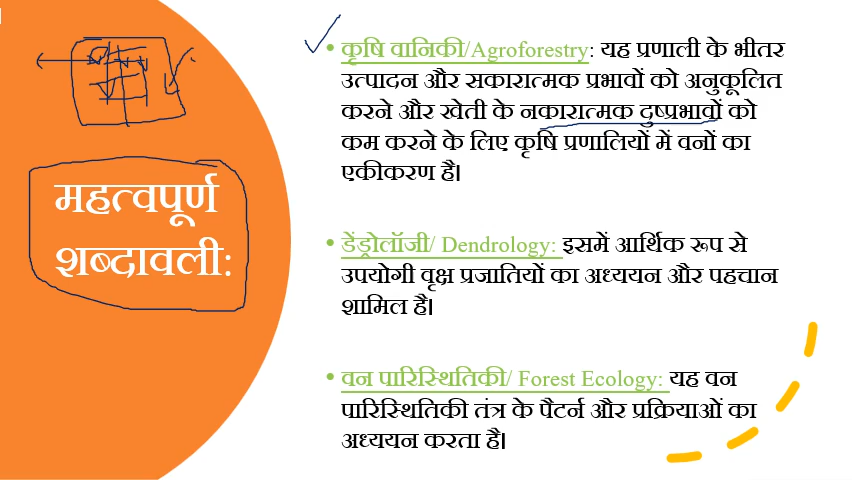 महत्वपूर्ण
शब्दावली:
• कृषि वानिकी/Agroforestry: यह प्रणाली के भीतर
उत्पादन और सकारात्मक प्रभावों को अनुकूलित
करने और खेती के नकारात्मक दुष्प्रभावों को
कम करने के लिए कृषि प्रणालियों में वनों का
एकीकरण है।
• डेंड्रोलॉजी/ Dendrology: इसमें आर्थिक रूप से
उपयोगी वृक्ष प्रजातियों का अध्ययन और पहचान
शामिल है।
• वन पारिस्थितिकी/ Forest Ecology: यह वन
पारिस्थितिकी तंत्र के पैटर्न और प्रक्रियाओं का
अध्ययन करता है।